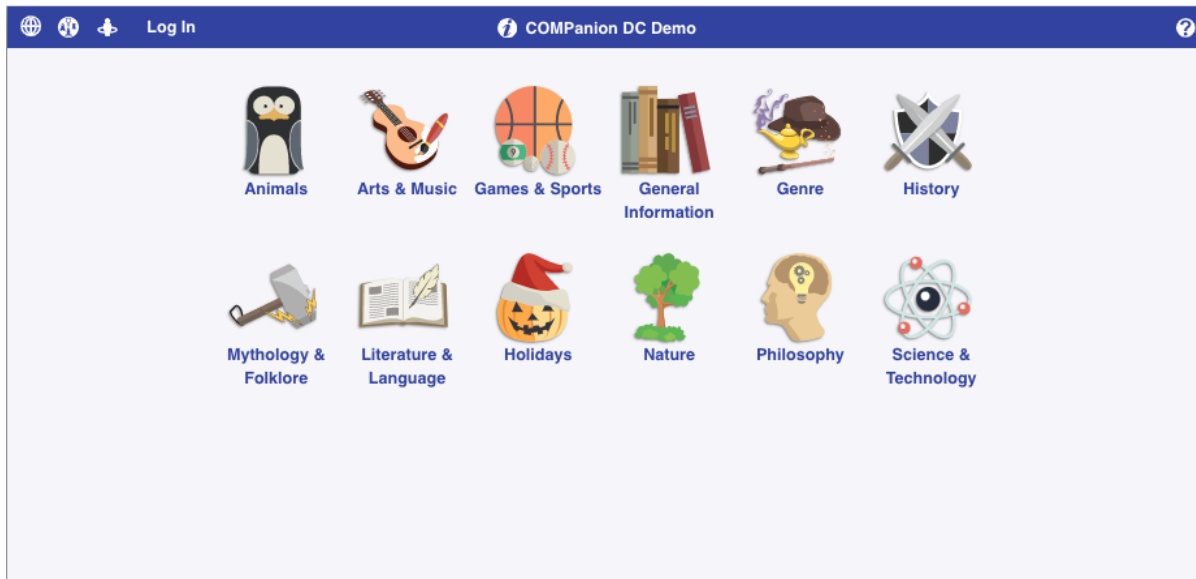 Log In
COMPanion DC Demo
Animals
Arts & Music
Games & Sports
General
Information
Genre
History
Mythology &
Folklore
Literature &
Language
Holidays
Nature
Philosophy
Science &
Technology